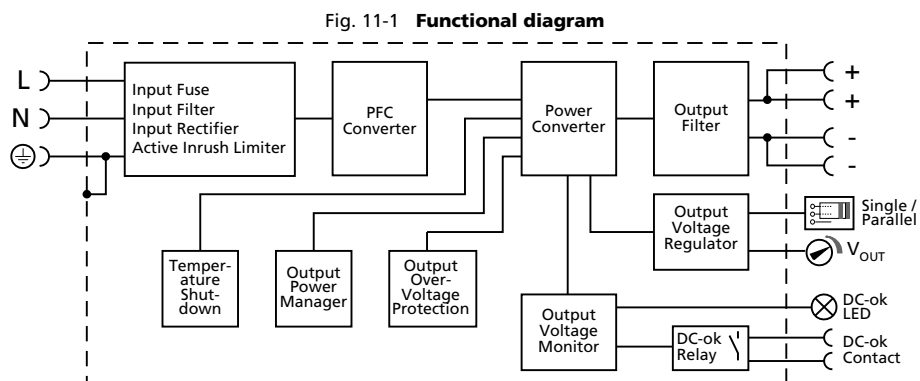 Fig. 11-1 Functional diagram
L
N
Input Fuse
Input Filter
Input Rectifier
Active Inrush Limiter
PFC
Converter
Power
Converter
Output
Filter
+
+
-
-
Temper-
ature
Shut-
down
Output
Power
Manager
Output
Over-
Voltage
Protection
Output
Voltage
Regulator
Single /
Parallel
VOUT
Output
Voltage
Monitor
DC-ok
LED
DC-ok
Relay
DC-ok
Contact